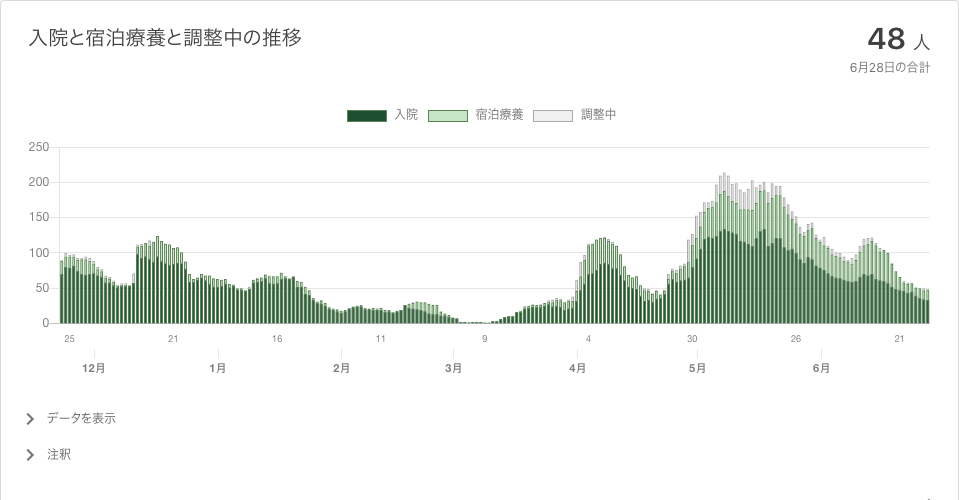 入院と宿泊療養と調整中の推移
48 人
6月28日の合計
入院 宿泊療養 調整中
250
200
150
100
50
0
25 21 16 11 9 4 30 26 21
12月 1月 2月 3月 4月 5月 6月
データを表示
注釈